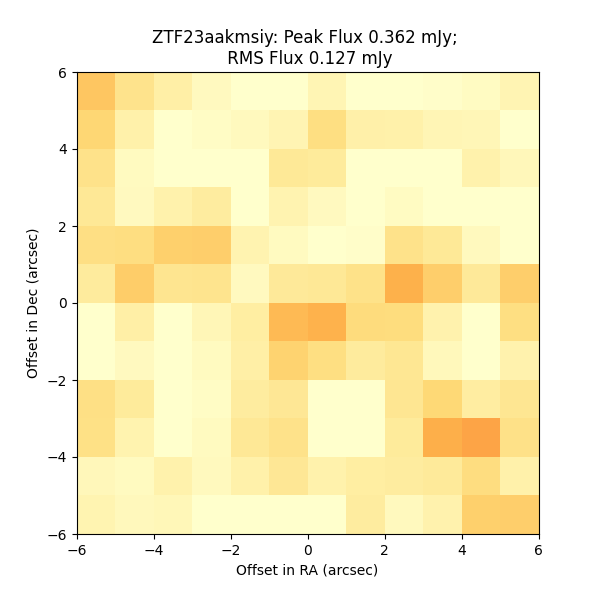 ZTF23aakmsiy: Peak Flux 0.362 mJy;
RMS Flux 0.127 mJy
6
4
2
0
−2
−4
−6
Offset in Dec (arcsec)
−6 −4 −2 0 2 4 6
Offset in RA (arcsec)